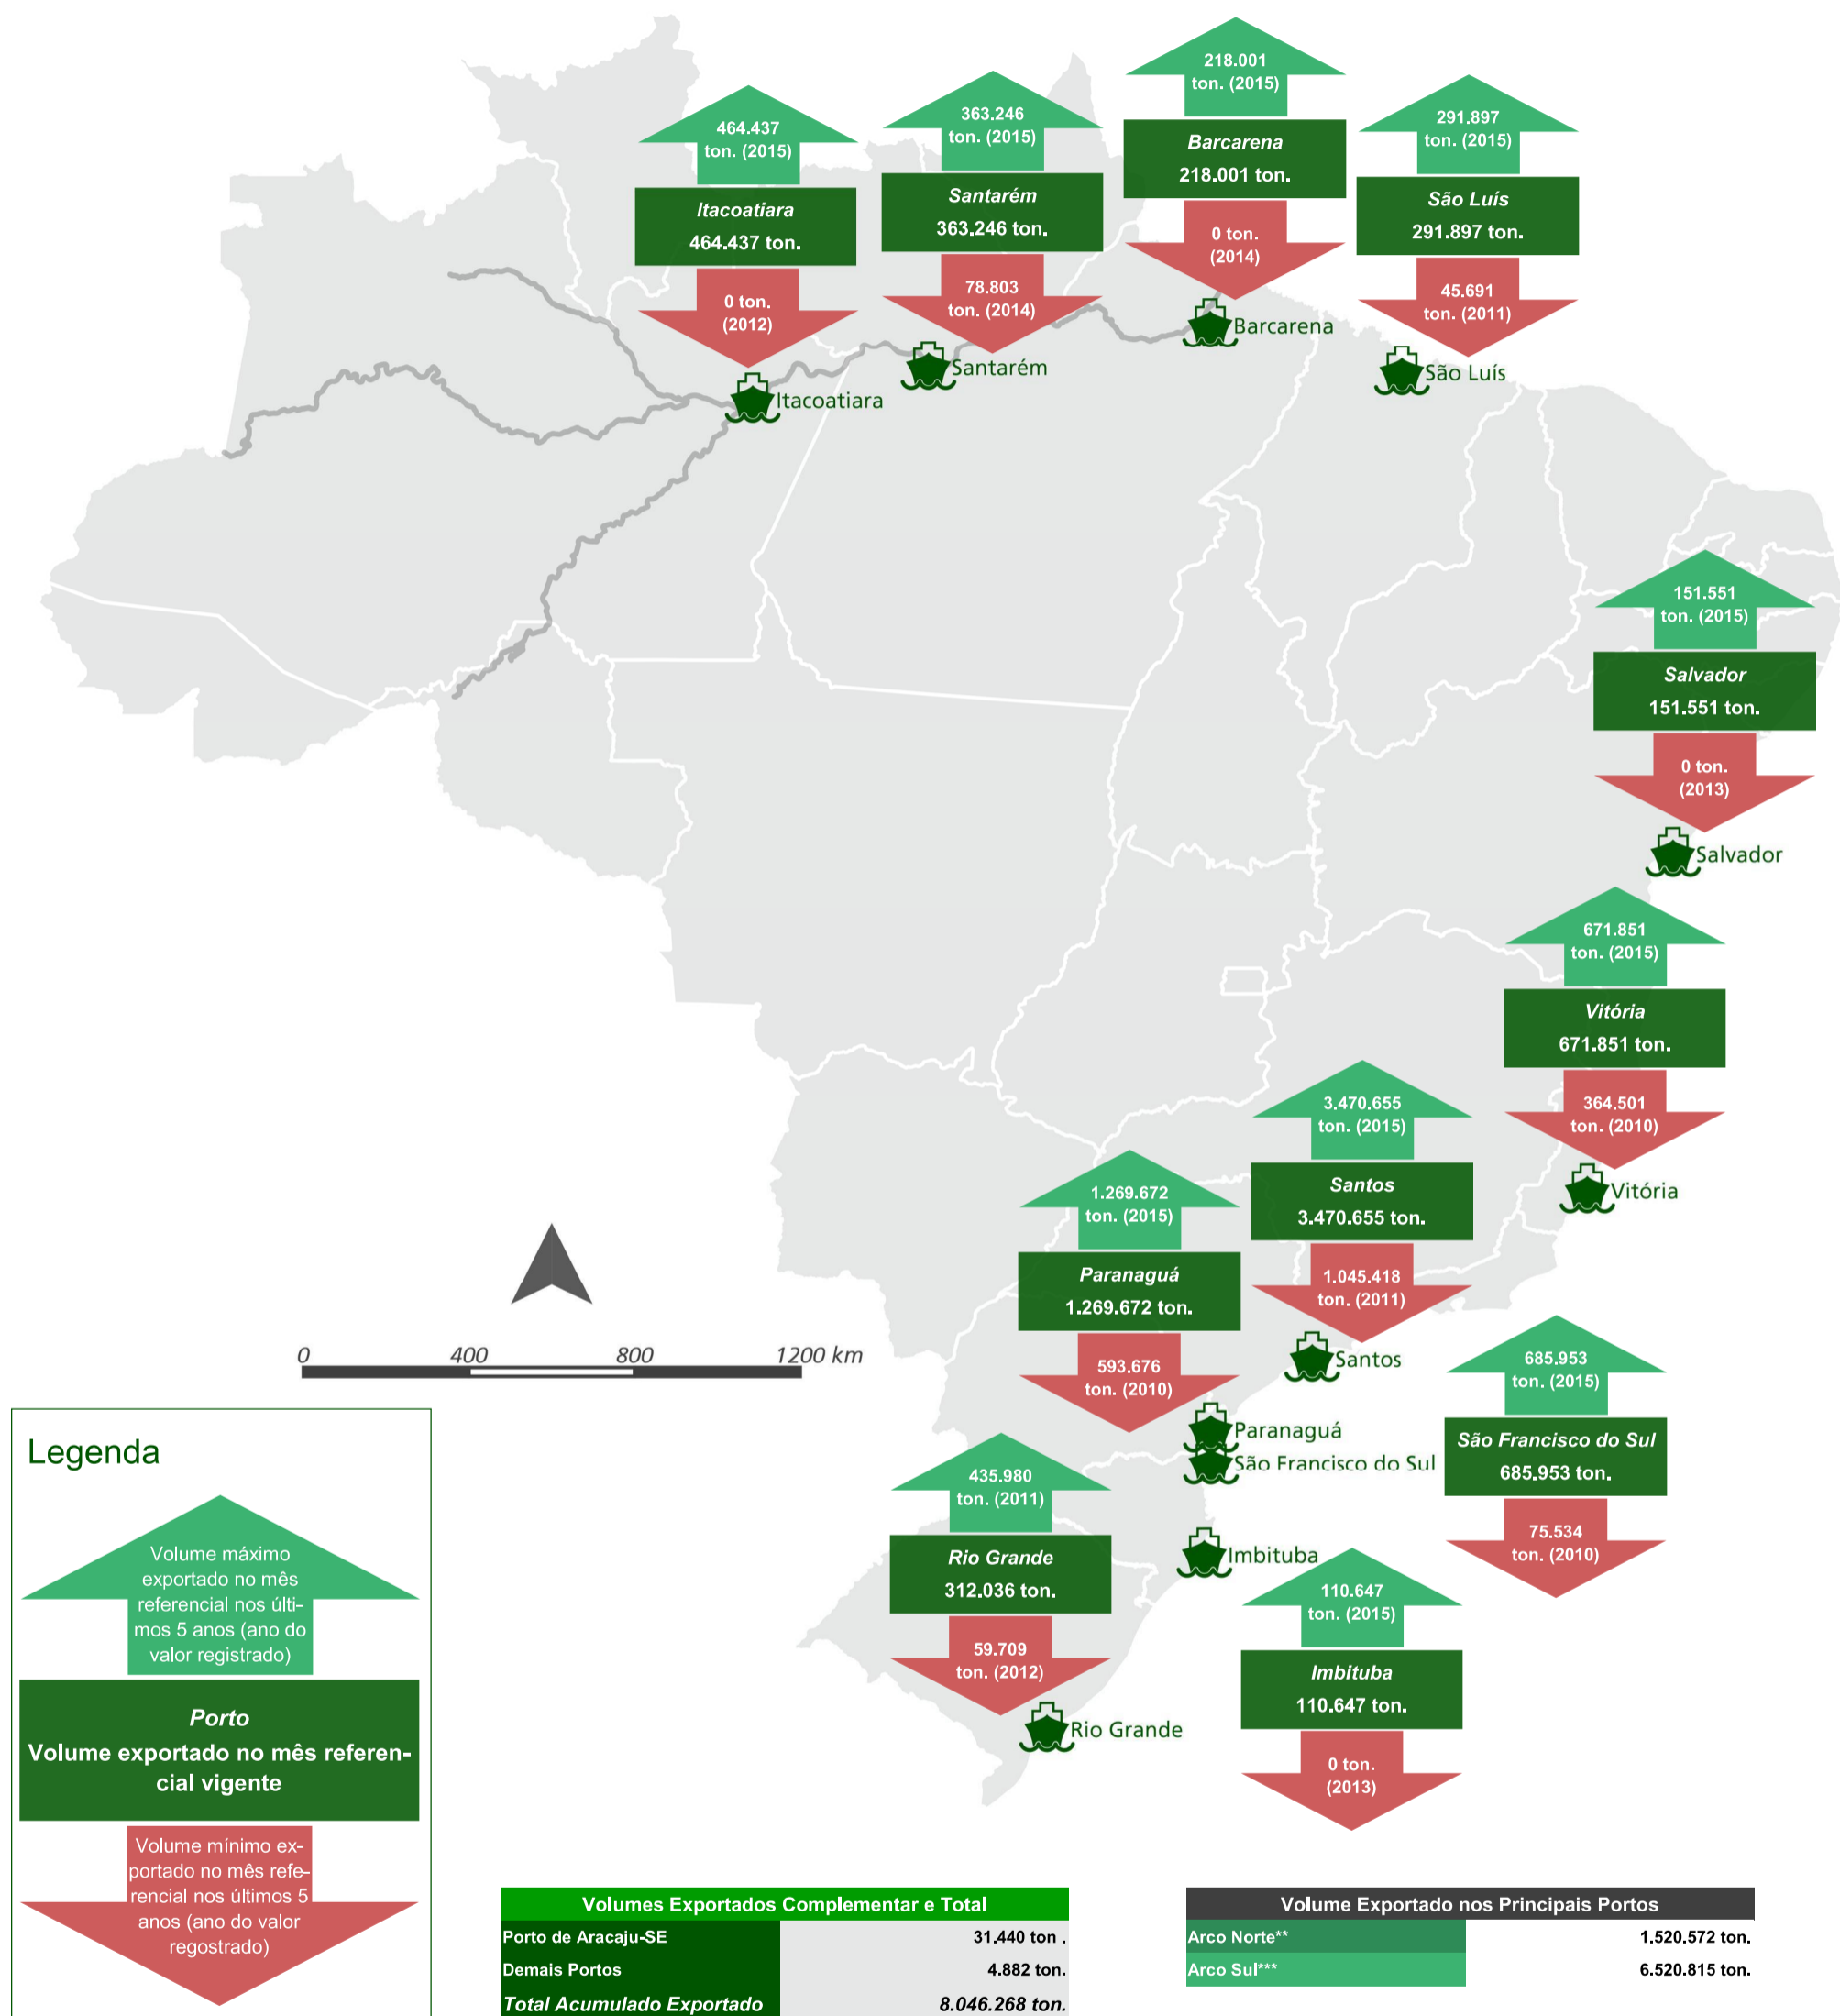 218.001
ton. (2015)
Barcarena
218.001 ton.
0 ton.
(2014)
363.246
ton. (2015)
Santarém
363.246 ton.
78.803
ton. (2014)
291.897
ton. (2015)
São Luís
291.897 ton.
45.691
ton. (2011)
464.437
ton. (2015)
Itacoatiara
464.437 ton.
0 ton.
(2012)
Barcarena
Santarém
São Luís
Itacoatiara
151.551
ton. (2015)
Salvador
151.551 ton.
0 ton.
(2013)
Salvador
671.851
ton. (2015)
Vitória
671.851 ton.
364.501
ton. (2010)
Vitória
3.470.655
ton. (2015)
Santos
3.470.655 ton.
1.045.418
ton. (2011)
Santos
1.269.672
ton. (2015)
Paranaguá
1.269.672 ton.
593.676
ton. (2010)
Paranaguá
São Francisco do Sul
0 400 800 1200 km
685.953
ton. (2015)
São Francisco do Sul
685.953 ton.
75.534
ton. (2010)
435.980
ton. (2011)
Rio Grande
312.036 ton.
59.709
ton. (2012)
Rio Grande
Imbituba
110.647
ton. (2015)
Imbituba
110.647 ton.
0 ton.
(2013)
Legenda
Volume máximo
exportado no mês
referencial nos últi-
mos 5 anos (ano do
valor registrado)
Porto
Volume exportado no mês referen-
cial vigente
Volume mínimo ex-
portado no mês refe-
rencial nos últimos 5
anos (ano do valor
regostrado)
Volumes Exportados Complementar e Total
Porto de Aracaju-SE 31.440 ton .
Demais Portos 4.882 ton.
Total Acumulado Exportado 8.046.268 ton.
Volume Exportado nos Principais Portos
Arco Norte** 1.520.572 ton.
Arco Sul*** 6.520.815 ton.